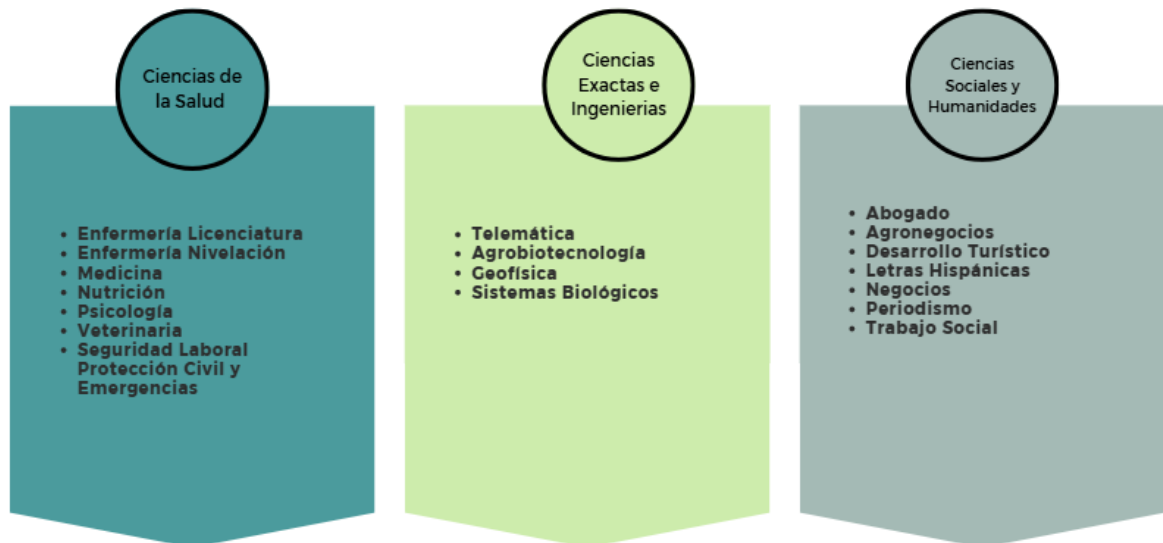 Ciencias de
la Salud
• Enfermería Licenciatura
• Enfermería Nivelación
• Medicina
• Nutrición
• Psicología
• Veterinaria
• Seguridad Laboral
Protección Civil y
Emergencias
Ciencias
Exactas e
Ingenierias
• Telemática
• Agrobiotecnología
• Geofísica
• Sistemas Biológicos
Ciencias
Sociales y
Humanidades
• Abogado
• Agronegocios
• Desarrollo Turístico
• Letras Hispánicas
• Negocios
• Periodismo
• Trabajo Social